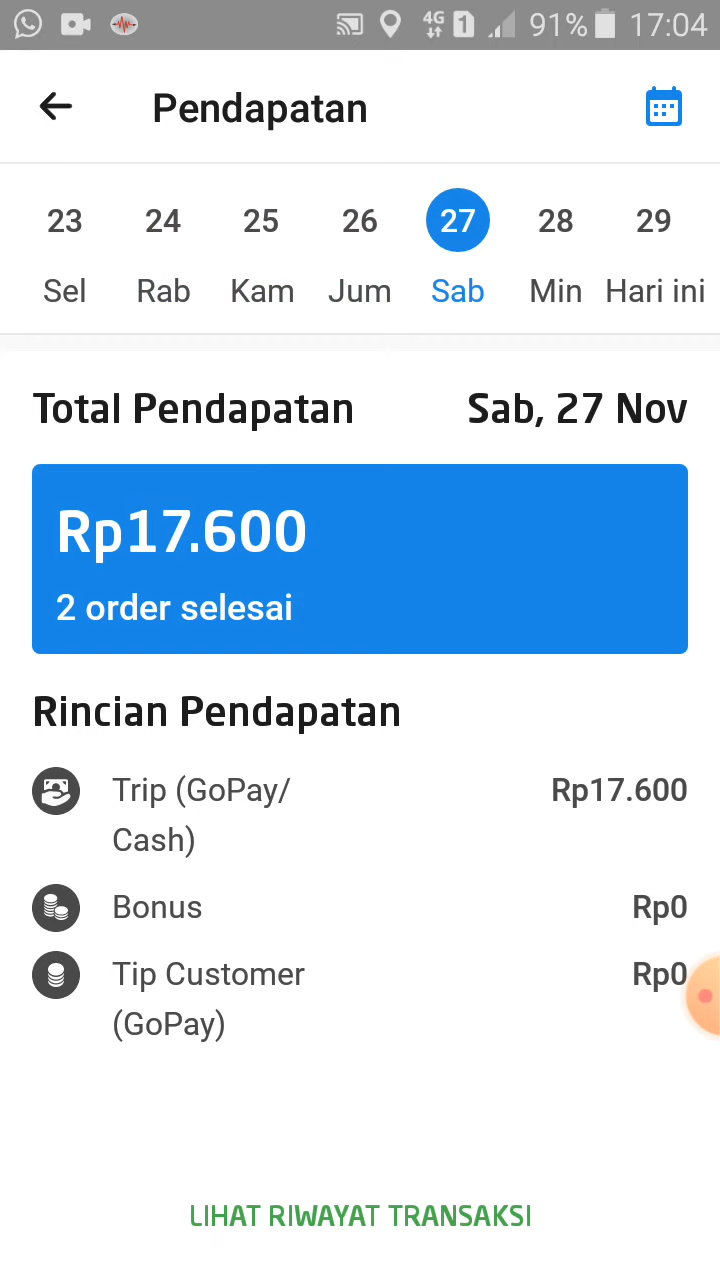 4G 1 91% 17:04
Pendapatan
23 24 25 26 27 28 29
Sel Rab Kam Jum Sab Min Hari ini
Total Pendapatan Sab, 27 Nov
Rp17.600
2 order selesai
Rincian Pendapatan
Trip (GoPay/ Rp17.600
Cash)
Bonus Rp0
Tip Customer Rp0
(GoPay)
LIHAT RIWAYAT TRANSAKSI